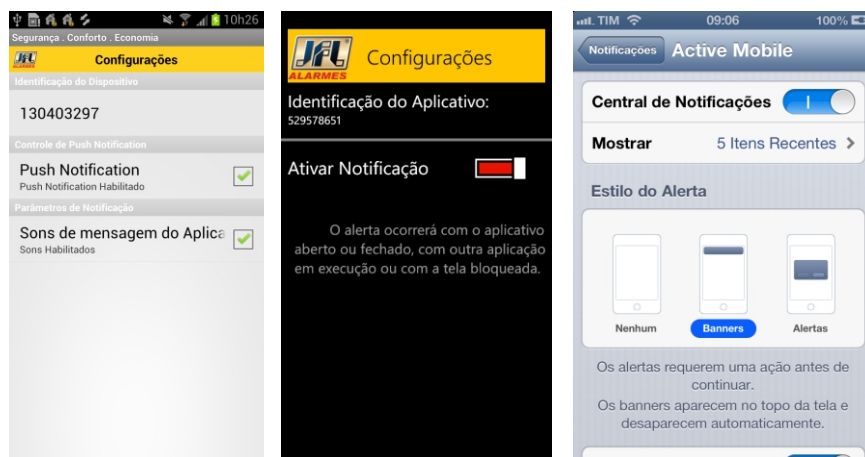 10h26
Segurança . Conforto . Economia
JFL
Configurações
Identificação do Dispositivo
130403297
Controle de Push Notification
Push Notification
Push Notification Habilitado
Parâmetros de Notificação
Sons de mensagem do Aplica
Sons Habilitados
JFL
ALARMES
Configurações
Identificação do Aplicativo:
529578651
Ativar Notificação
O alerta ocorrerá com o aplicativo
aberto ou fechado, com outra aplicação
em execução ou com a tela bloqueada.
TIM 09:06 100%
Notificações Active Mobile
Central de Notificações
Mostrar 5 Itens Recentes >
Estilo do Alerta
Nenhum Banners Alertas
Os alertas requerem uma ação antes de
continuar.
Os banners aparecem no topo da tela e
desaparecem automaticamente.